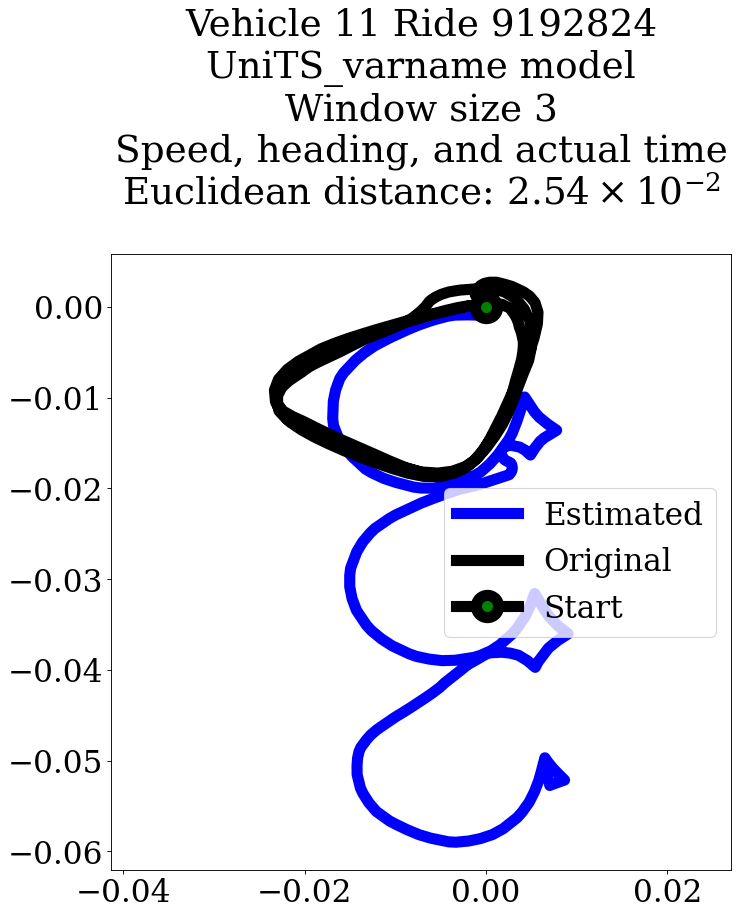 Vehicle 11 Ride 9192824
UniTS_varname model
Window size 3
Speed, heading, and actual time
Euclidean distance: 2.54 × 10⁻²
0.00
−0.01
−0.02
−0.03
−0.04
−0.05
−0.06
Estimated
Original
Start
−0.04
−0.02
0.00
0.02